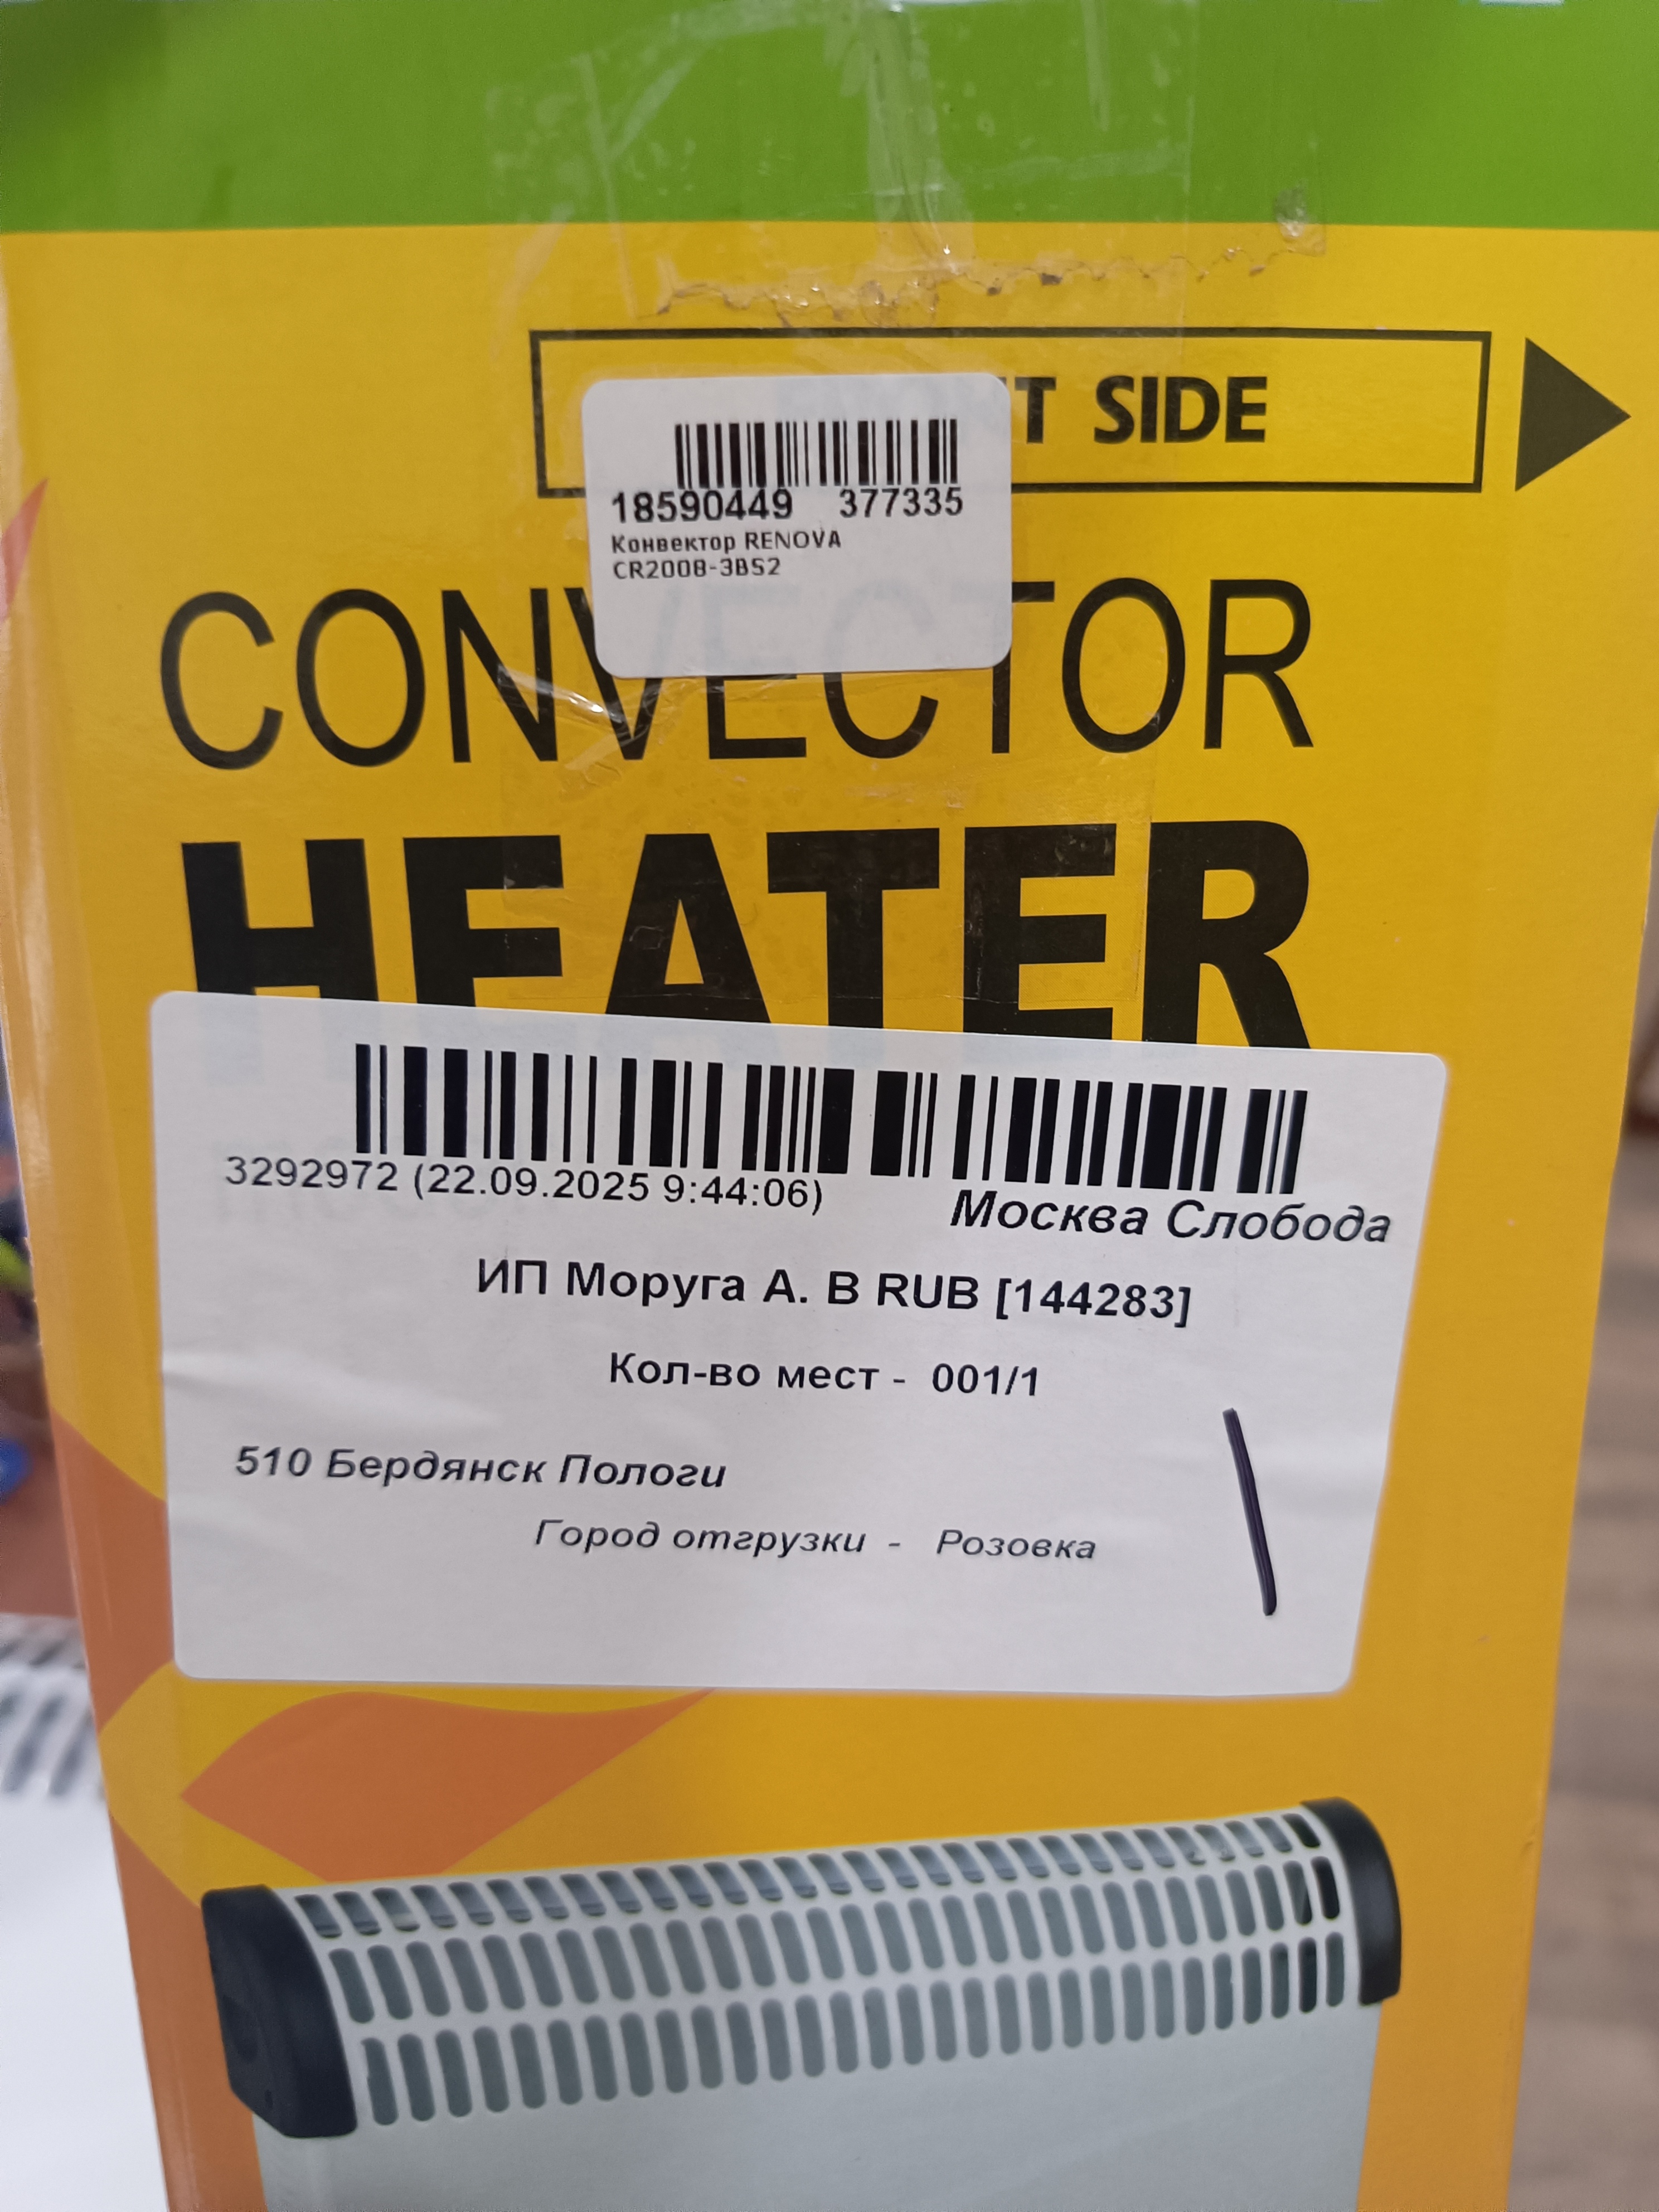 T SIDE
18590449 377335
Конвектор RENOVA
CR2008-3BS2
CONVECTOR
HEATER
3292972 (22.09.2025 9:44:06)
Москва Слобода
ИП Моруга А. В RUB [144283]
Кол-во мест - 001/1
510 Бердянск Пологи
Город отгрузки - Розовка